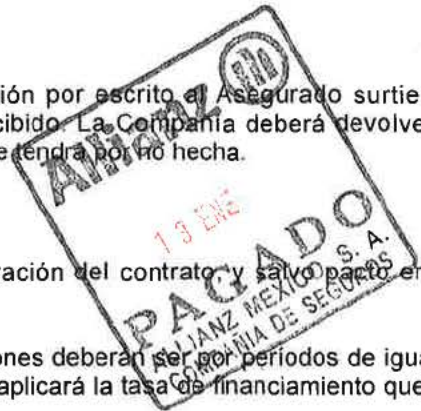 ión por escrito al Asegurado surtie
cibido. La Compañía deberá devolve
e tendrá por no hecha.
Allianz
13 ENE
ración del contrato y salvo pacto en
PAGADO
ALLIANZ MEXICO, S. A.
COMPAÑIA DE SEGUROS
ones deberán ser por periodos de igua
aplicará la tasa de financiamiento que